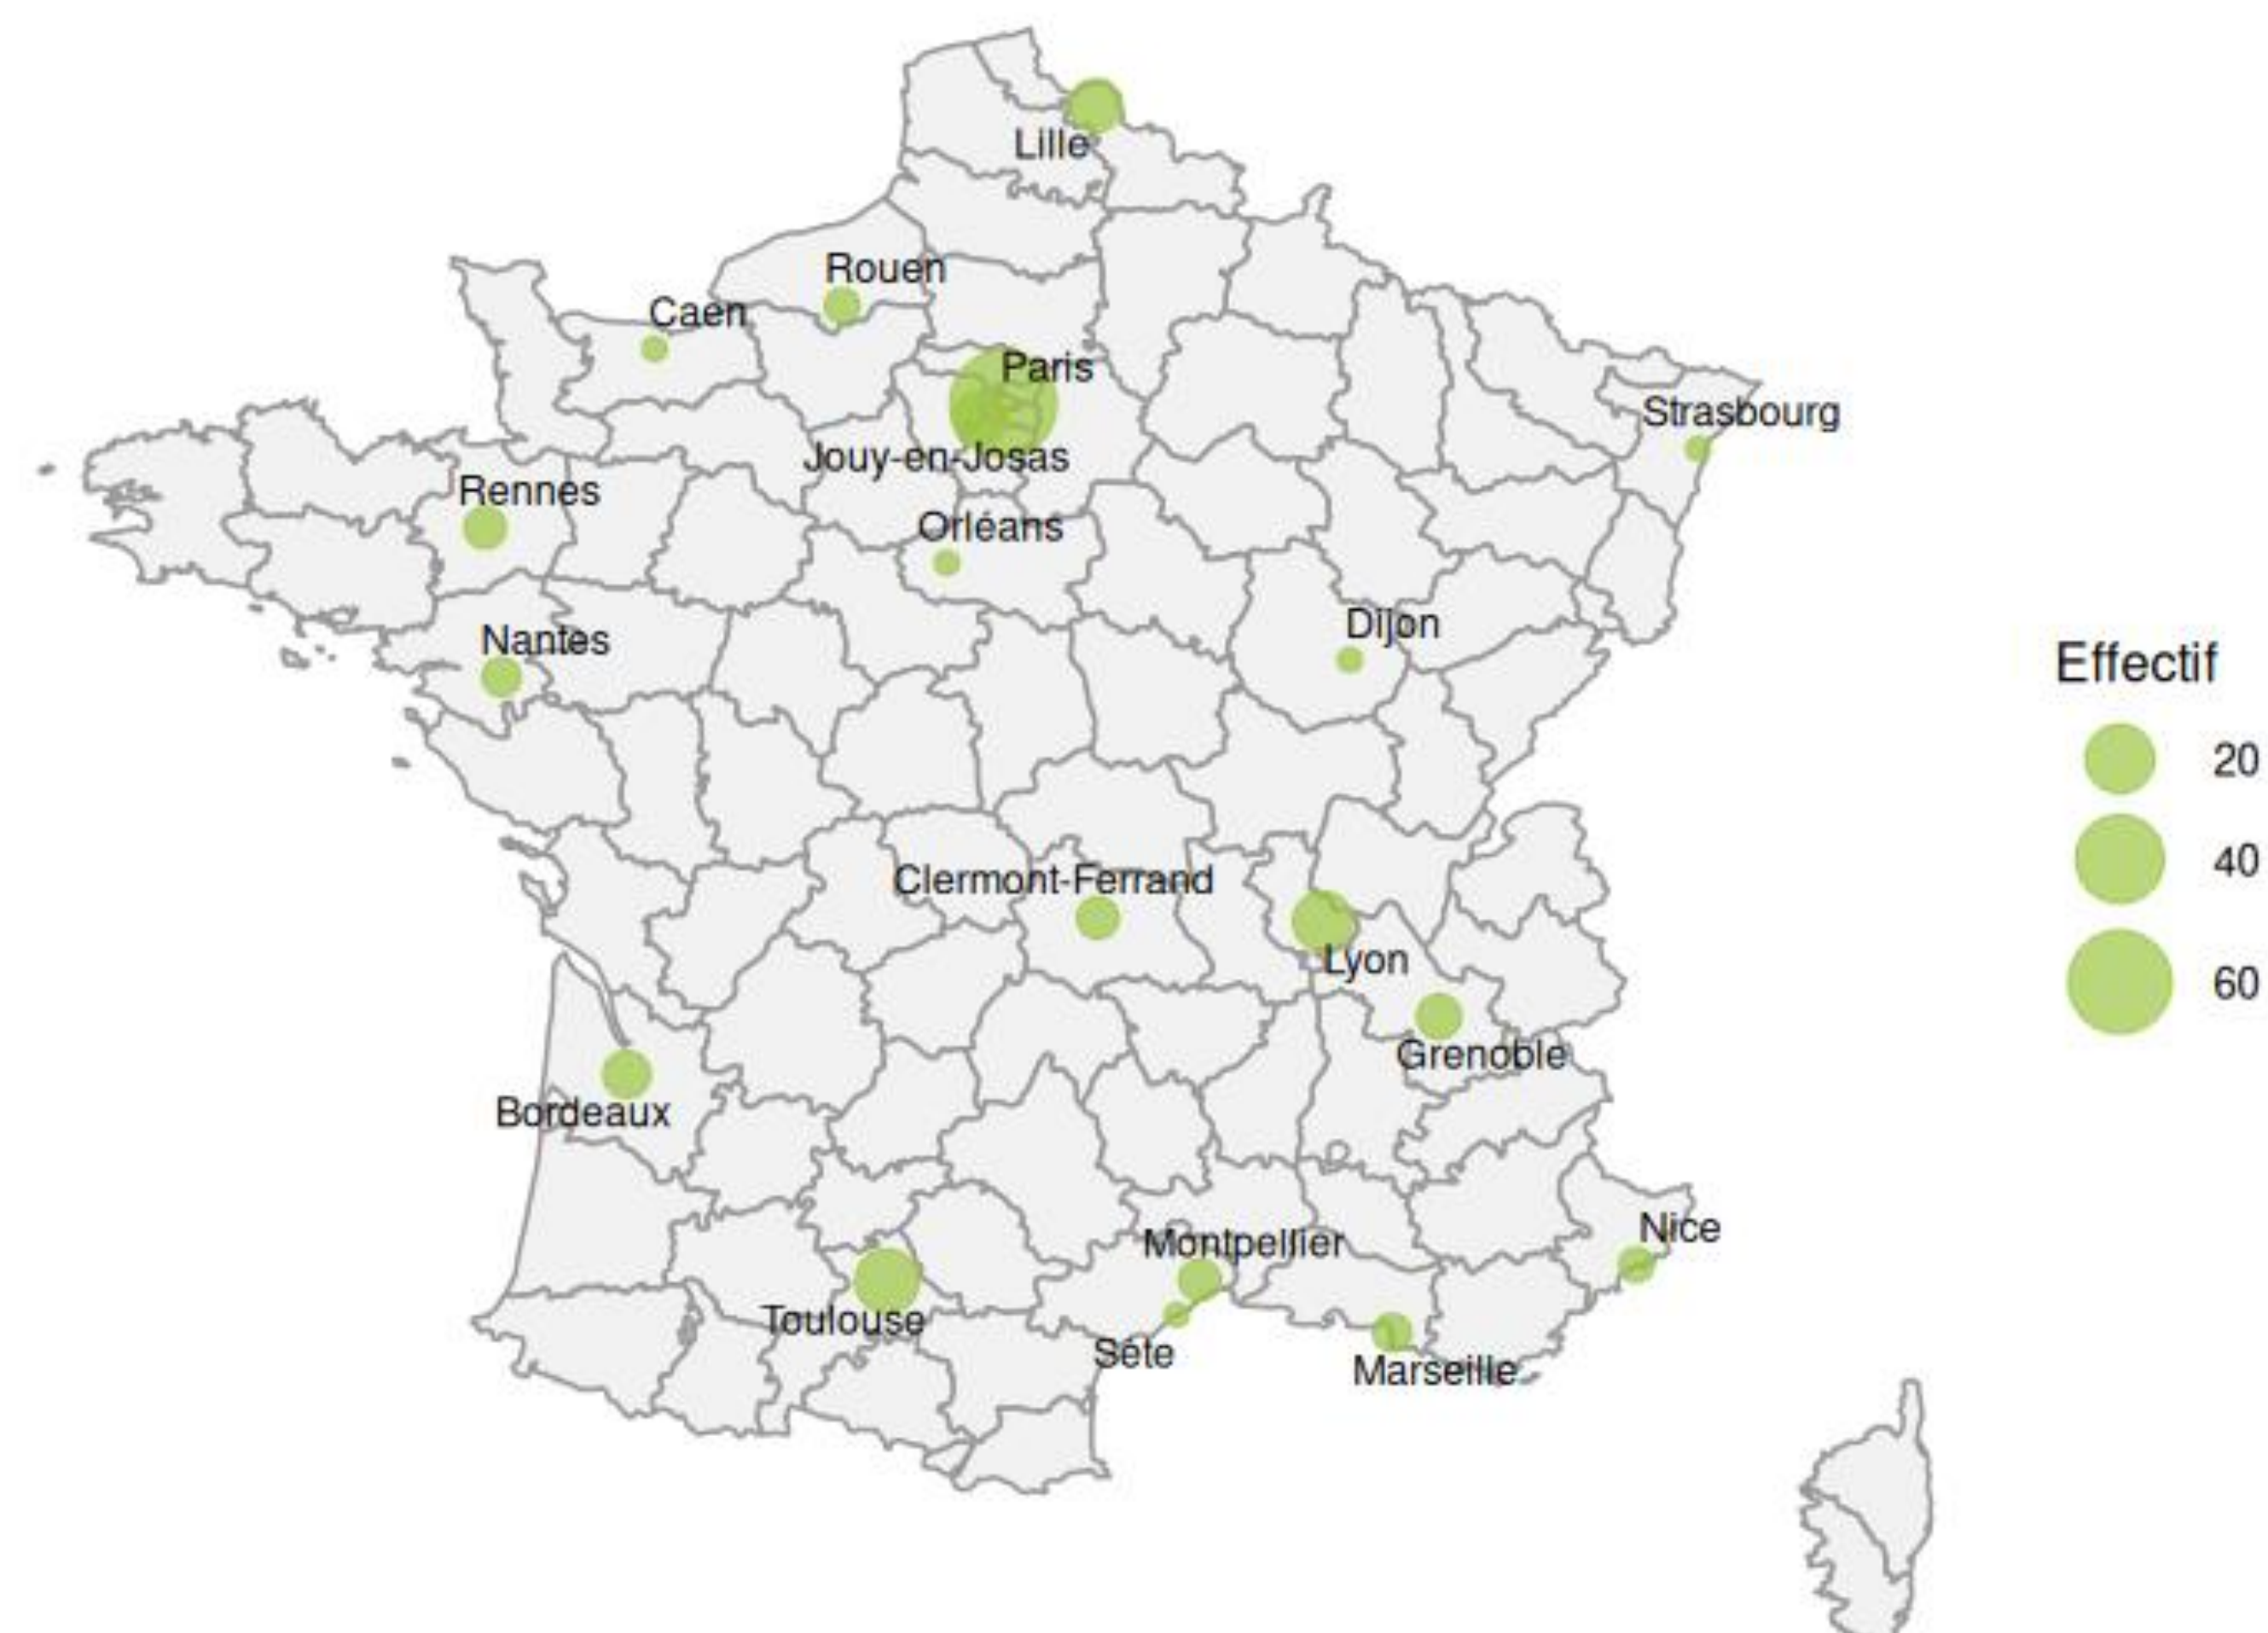 Lille
Rouen
Caen
Paris
Strasbourg
Jouy-en-Josas
Rennes
Orléans
Dijon
Nantes
Effectif
20
40
60
Clermont-Ferrand
Lyon
Grenoble
Bordeaux
Nice
Montpellier
Toulouse
Séte
Marseille